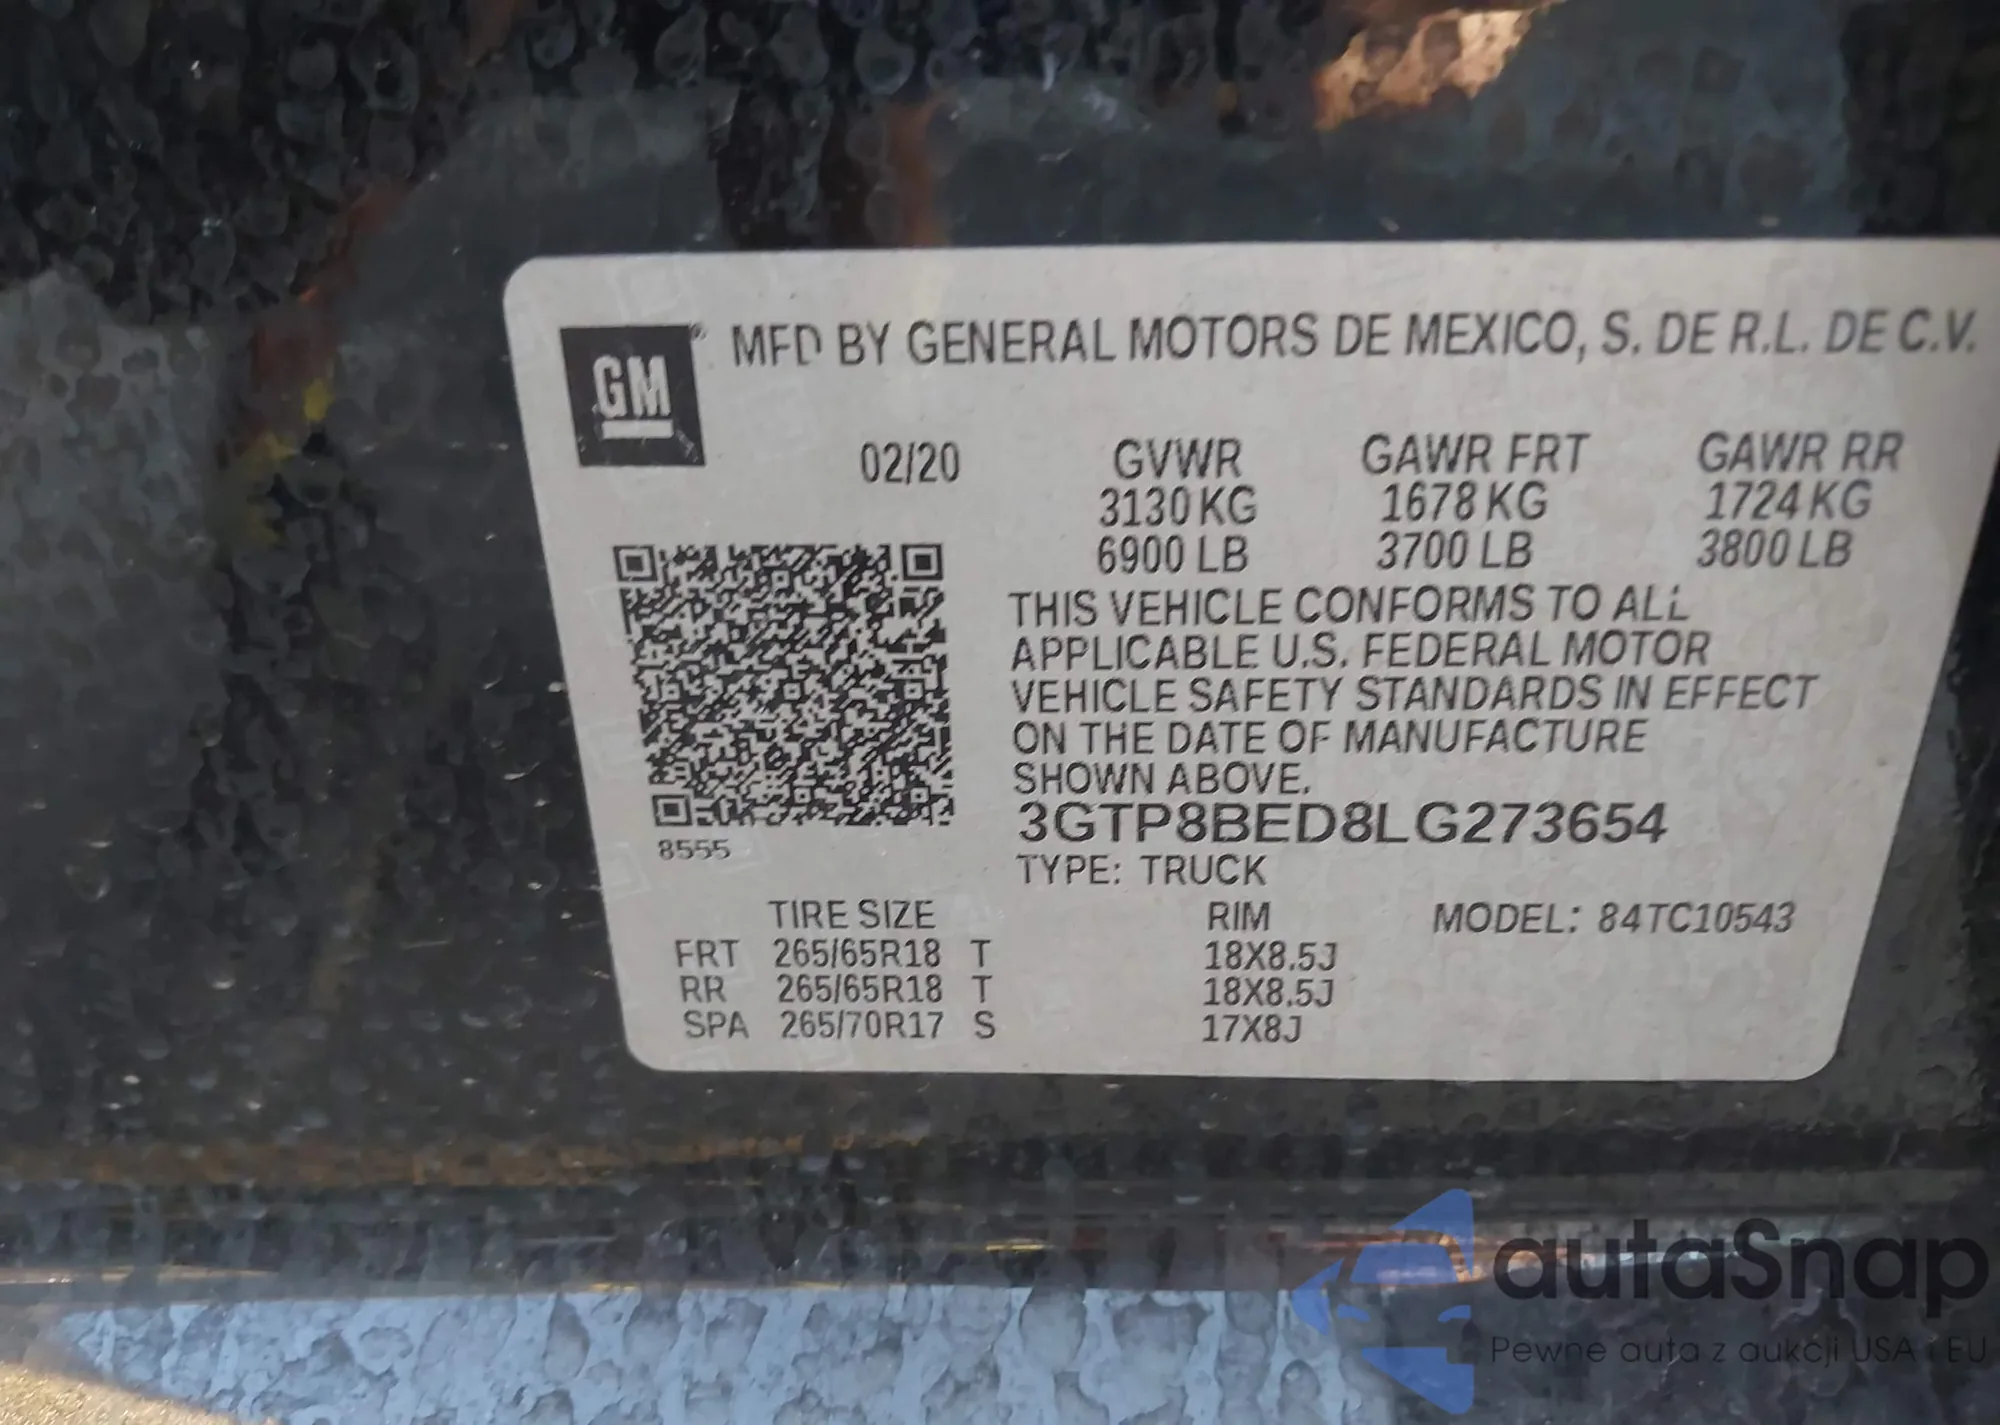 GM
® MFD BY GENERAL MOTORS DE MEXICO, S. DE R.L. DE C.V.
02/20 GVWR GAWR FRT GAWR RR
3130 KG 1678 KG 1724 KG
6900 LB 3700 LB 3800 LB
THIS VEHICLE CONFORMS TO ALL
APPLICABLE U.S. FEDERAL MOTOR
VEHICLE SAFETY STANDARDS IN EFFECT
ON THE DATE OF MANUFACTURE
SHOWN ABOVE.
3GTP8BED8LG273654
8555
TYPE: TRUCK
TIRE SIZE RIM MODEL: 84TC10543
FRT 265/65R18 T 18X8.5J
RR 265/65R18 T 18X8.5J
SPA 265/70R17 S 17X8J
autaSnap
Pewne auta z aukcji USA i EU